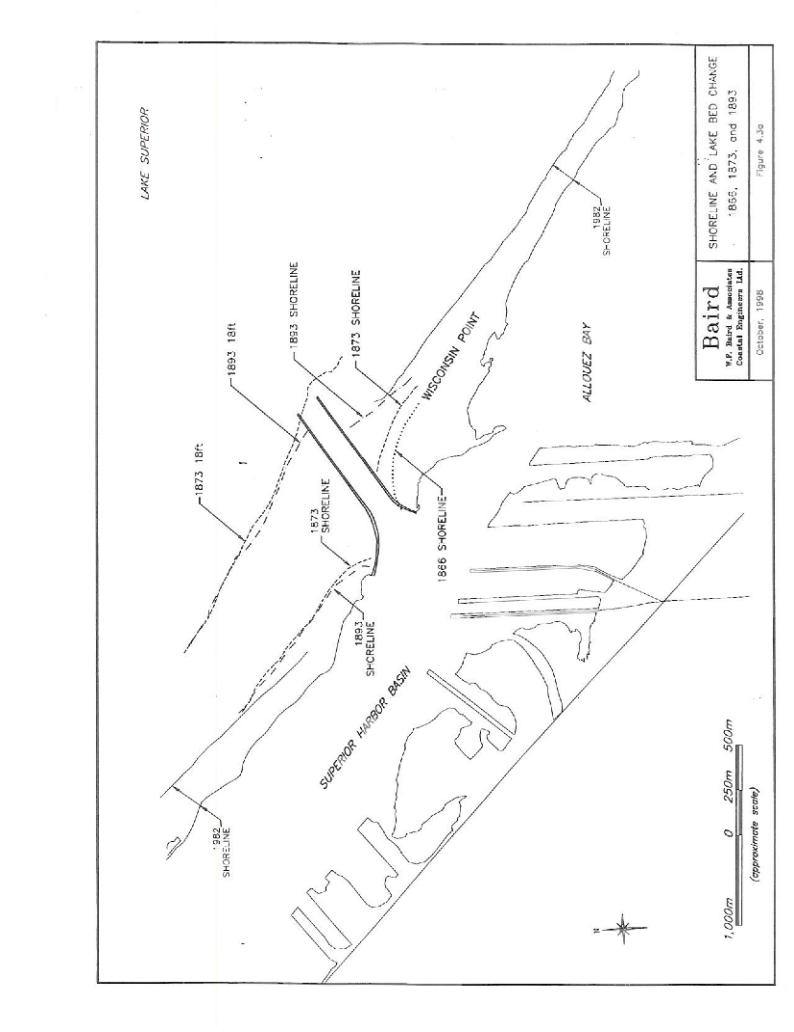 LAKE SUPERIOR
1873 18ft
1893 18ft
1893 SHORELINE
1873 SHORELINE
1873
SHORELINE
1893
SHORELINE
1866 SHORELINE
WISCONSIN POINT
1982
SHORELINE
ALLOUEZ BAY
SUPERIOR HARBOR BASIN
1982
SHORELINE
N
1,000m 0 250m 500m
(approximate scale)
Baird
W.F. Baird & Associates
Coastal Engineers Ltd.
October, 1998
SHORELINE AND LAKE BED CHANGE
1866, 1873, and 1893
Figure 4.3a